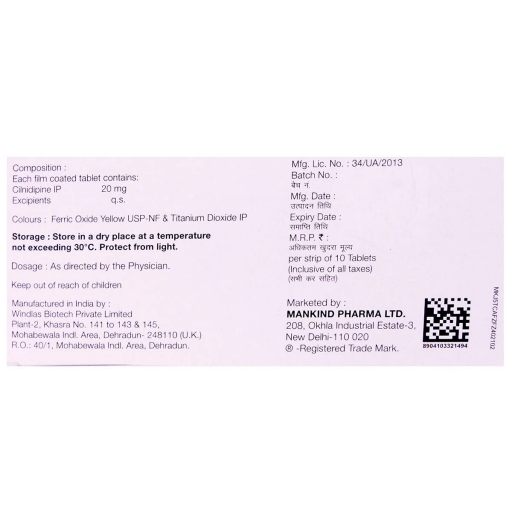 Composition :
Each film coated tablet contains:
Cilnidipine IP 20 mg
Excipients q.s.
Colours : Ferric Oxide Yellow USP-NF & Titanium Dioxide IP
Storage : Store in a dry place at a temperature
not exceeding 30°C. Protect from light.
Dosage : As directed by the Physician.
Keep out of reach of children
Manufactured in India by :
Windlas Biotech Private Limited
Plant-2, Khasra No. 141 to 143 & 145,
Mohabewala Indl. Area, Dehradun- 248110 (U.K.)
R.O.: 40/1, Mohabewala Indl. Area, Dehradun.
Mfg. Lic. No. : 34/UA/2013
Batch No. :
बैच नं.
Mfg. Date :
उत्पादन तिथि
Expiry Date :
समाप्ति तिथि
M.R.P. ₹ :
अधिकतम खुदरा मूल्य
per strip of 10 Tablets
(Inclusive of all taxes)
(सभी कर सहित)
Marketed by :
MANKIND PHARMA LTD.
208, Okhla Industrial Estate-3,
New Delhi-110 020
® -Registered Trade Mark.
8904103321494